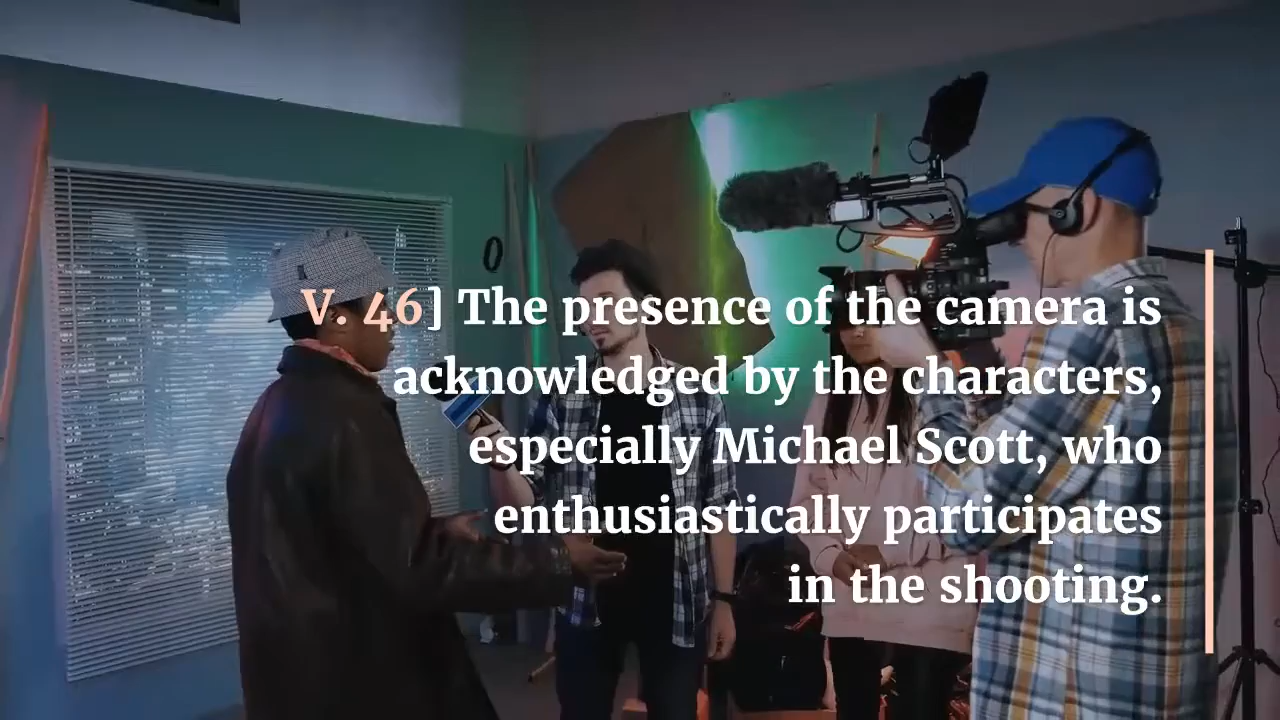 V. 46] The presence of the camera is
acknowledged by the characters,
especially Michael Scott, who
enthusiastically participates
in the shooting.